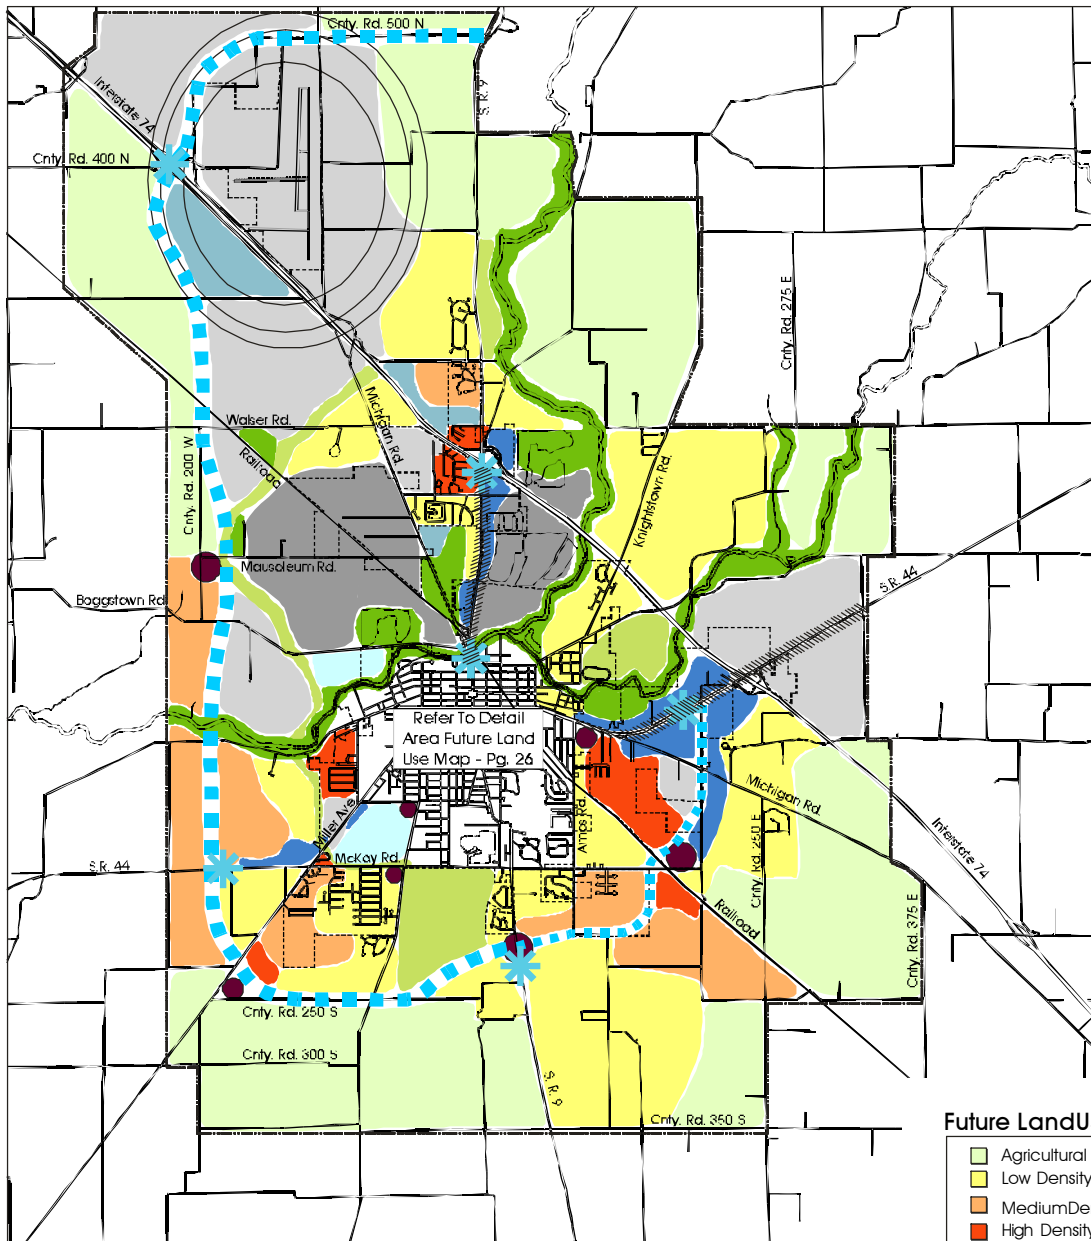 Cnty. Rd. 500 N
Interstate 74
S.R. 9
Cnty. Rd. 400 N
Cnty. Rd. 275 E
Walser Rd.
Michigan Rd.
Railroad
Cnty. Rd. 200 W
Knightstown Rd.
Mausoleum Rd.
Boggstown Rd.
S.R. 44
Refer To Detail
Area Future Land
Use Map - Pg. 26
Michigan Rd.
Miller Ave.
Amos Rd.
Cnty. Rd. 250 E
Interstate 74
S.R. 44
McKay Rd.
Railroad
Cnty. Rd. 375 E
Cnty. Rd. 250 S
Cnty. Rd. 300 S
S.R. 9
Cnty. Rd. 350 S
Future LandU
Agricultural
Low Density
MediumDe
High Density